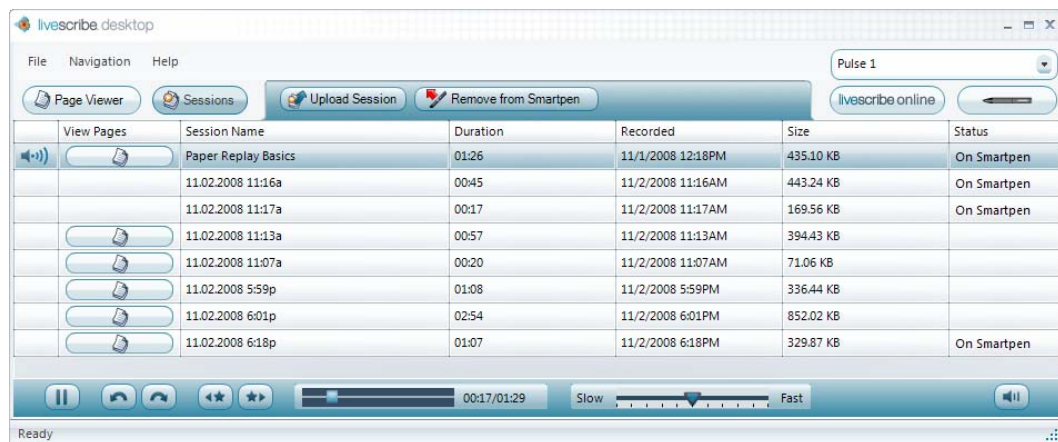 livescribe desktop
File Navigation Help
Pulse 1
Page Viewer Sessions Upload Session Remove from Smartpen livescribe online
View Pages Session Name Duration Recorded Size Status
Paper Replay Basics 01:26 11/1/2008 12:18PM 435.10 KB On Smartpen
11.02.2008 11:16a 00:45 11/2/2008 11:16AM 443.24 KB On Smartpen
11.02.2008 11:17a 00:17 11/2/2008 11:17AM 169.56 KB On Smartpen
11.02.2008 11:13a 00:57 11/2/2008 11:13AM 394.43 KB
11.02.2008 11:07a 00:20 11/2/2008 11:07AM 71.06 KB
11.02.2008 5:59p 01:08 11/2/2008 5:59PM 336.44 KB
11.02.2008 6:01p 02:54 11/2/2008 6:01PM 852.02 KB
11.02.2008 6:18p 01:07 11/2/2008 6:18PM 329.87 KB On Smartpen
00:17/01:29 Slow Fast
Ready